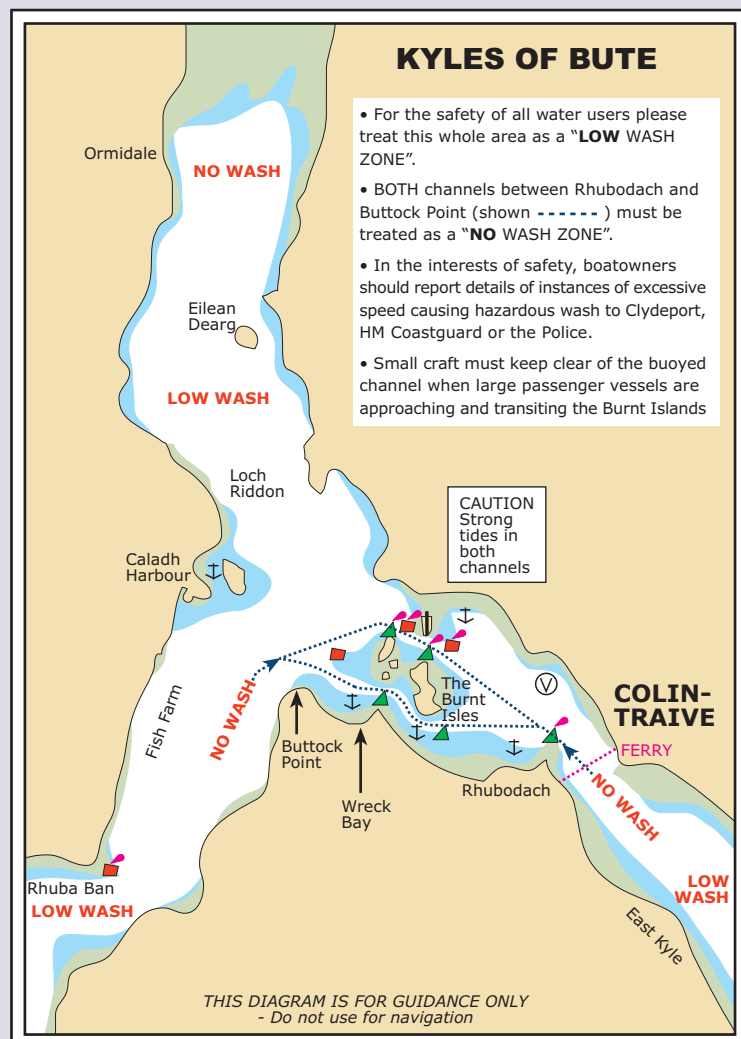 KYLES OF BUTE
• For the safety of all water users please
treat this whole area as a “LOW WASH
ZONE”.
• BOTH channels between Rhubodach and
Buttock Point (shown - - - - - - - ) must be
treated as a “NO WASH ZONE”.
• In the interests of safety, boatowners
should report details of instances of excessive
speed causing hazardous wash to Clydeport,
HM Coastguard or the Police.
• Small craft must keep clear of the buoyed
channel when large passenger vessels are
approaching and transiting the Burnt Islands
Ormidale
NO WASH
Eilean
Dearg
LOW WASH
Loch
Riddon
CAUTION
Strong
tides in
both
channels
Caladh
Harbour
Fish Farm
NO WASH
The
Burnt
Isles
V
COLIN-
TRAIVE
FERRY
Buttock
Point
Wreck
Bay
Rhubodach
NO WASH
Rhuba Ban
LOW WASH
LOW
WASH
East Kyle
THIS DIAGRAM IS FOR GUIDANCE ONLY
- Do not use for navigation